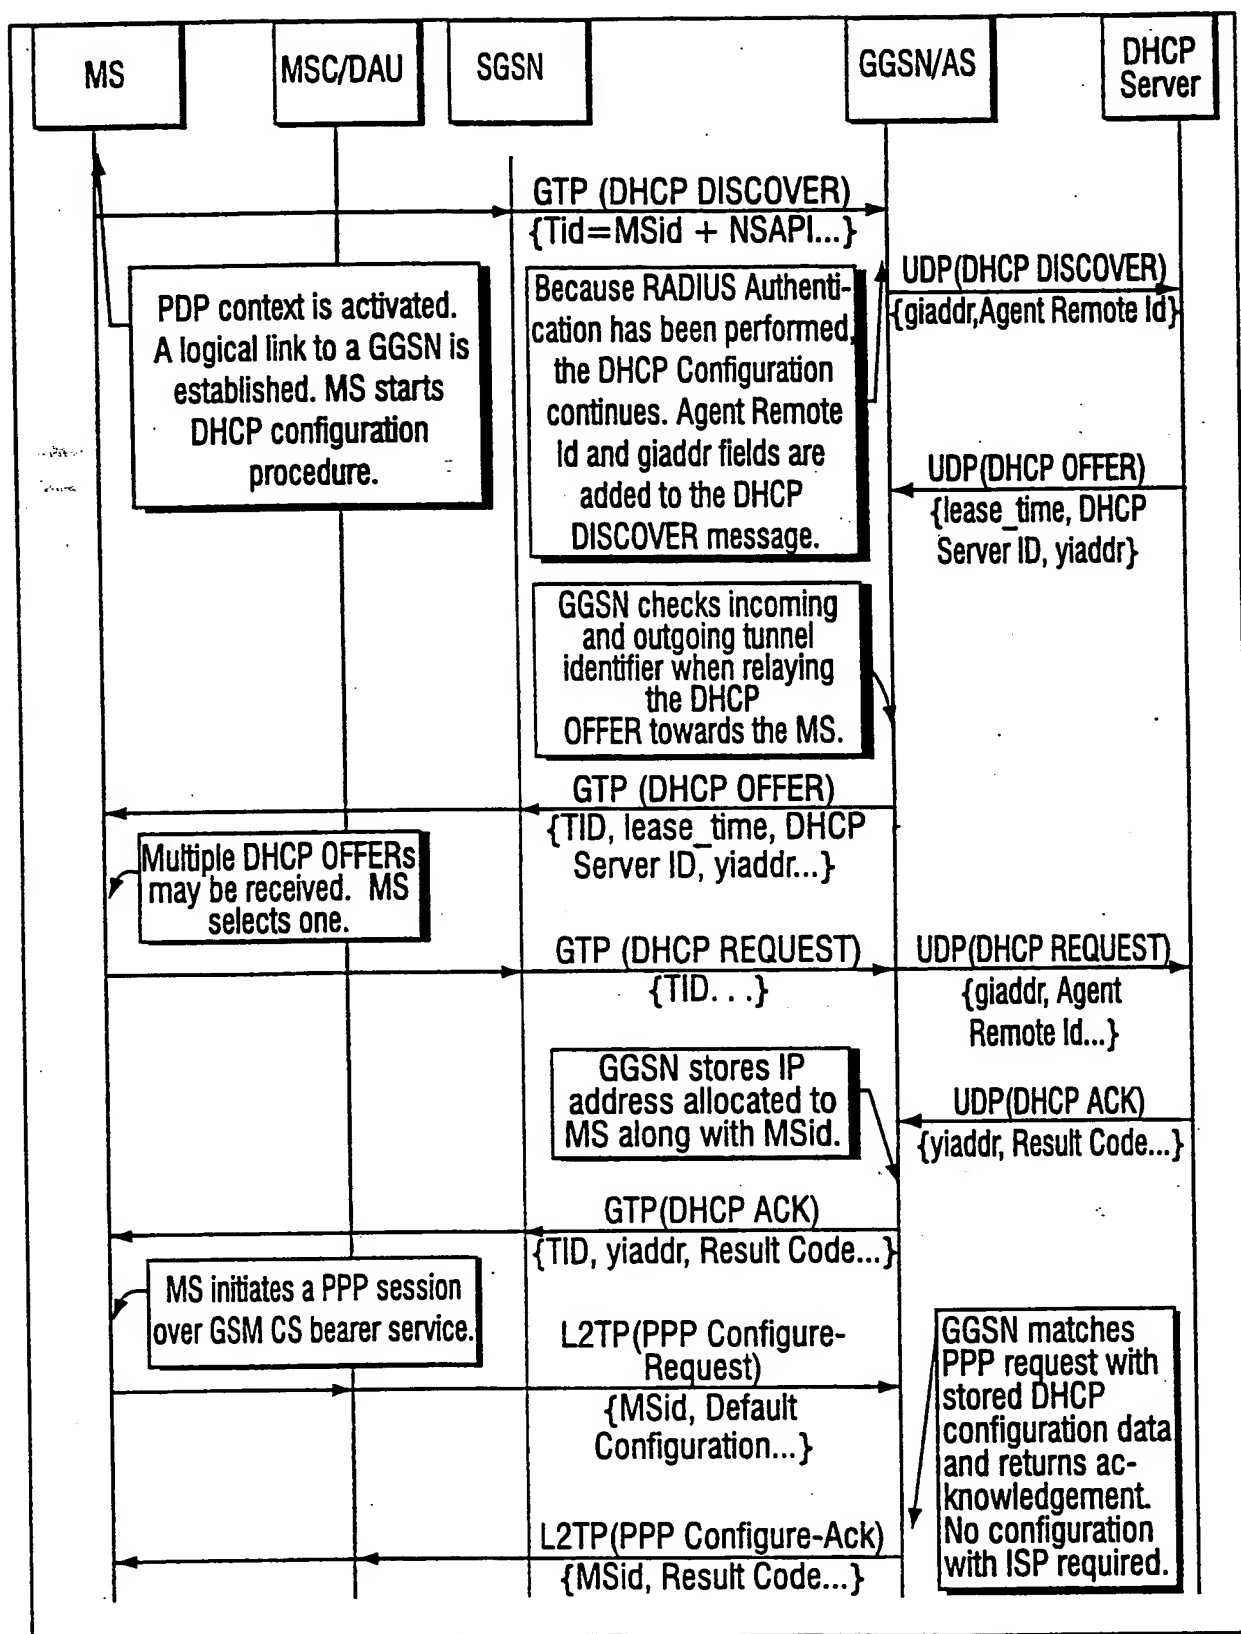 MS
MSC/DAU
SGSN
GGSN/AS
DHCP
Server
GTP (DHCP DISCOVER)
{Tid=MSid + NSAPI...}
UDP(DHCP DISCOVER)
{giaddr,Agent Remote Id}
PDP context is activated.
A logical link to a GGSN is
established. MS starts
DHCP configuration
procedure.
Because RADIUS Authenti-
cation has been performed,
the DHCP Configuration
continues. Agent Remote
Id and giaddr fields are
added to the DHCP
DISCOVER message.
UDP(DHCP OFFER)
{lease_time, DHCP
Server ID, yiaddr}
GGSN checks incoming
and outgoing tunnel
identifier when relaying
the DHCP
OFFER towards the MS.
GTP (DHCP OFFER)
{TID, lease_time, DHCP
Server ID, yiaddr...}
Multiple DHCP OFFERs
may be received. MS
selects one.
GTP (DHCP REQUEST)
{TID. . .}
UDP(DHCP REQUEST)
{giaddr, Agent
Remote Id...}
GGSN stores IP
address allocated to
MS along with MSid.
UDP(DHCP ACK)
{yiaddr, Result Code...}
GTP(DHCP ACK)
{TID, yiaddr, Result Code...}
MS initiates a PPP session
over GSM CS bearer service.
L2TP(PPP Configure-
Request)
{MSid, Default
Configuration...}
GGSN matches
PPP request with
stored DHCP
configuration data
and returns ac-
knowledgement.
No configuration
with ISP required.
L2TP(PPP Configure-Ack)
{MSid, Result Code...}